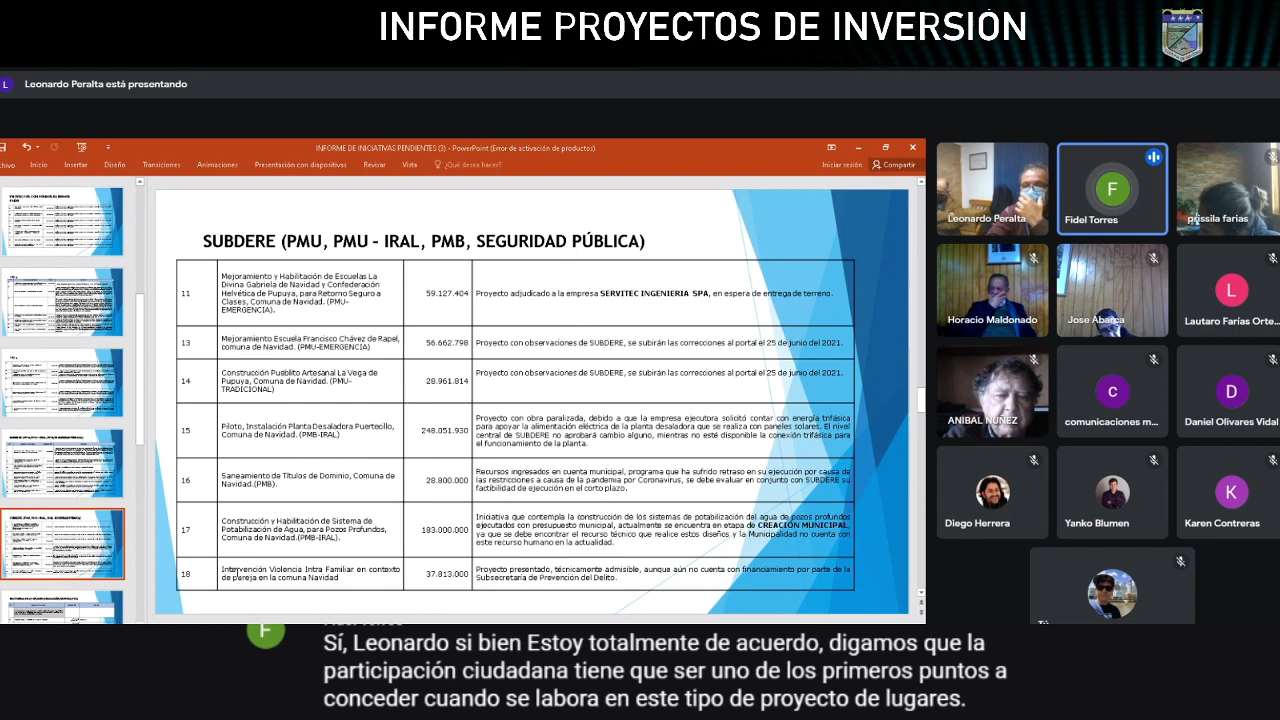 INFORME PROYECTOS DE INVERSIÓN
L
Leonardo Peralta está presentando
INFORME DE INICIATIVAS PENDIENTES (3) - PowerPoint (Error de activación de productos)
chivo Inicio Insertar Diseño Transiciones Animaciones Presentación con diapositivas Revisar Vista ¿Qué desea hacer? Iniciar sesión Compartir
SUBDERE (PMU, PMU - IRAL, PMB, SEGURIDAD PÚBLICA)
11
Mejoramiento y Habilitación de Escuelas La
Divina Gabriela de Navidad y Confederación
Helvética de Pupuya, para Retorno Seguro a
Clases, Comuna de Navidad. (PMU-
EMERGENCIA).
59.127.404
Proyecto adjudicado a empresa SERVITEC INGENIERIA SPA, en espera de entrega de terreno.
13
Mejoramiento Escuela Francisco Chávez de Rapel,
comuna de Navidad. (PMU-EMERGENCIA)
56.662.798
Proyecto con observaciones de SUBDERE, se subirán las correcciones al portal el 25 de junio del 2021.
14
Construcción Pueblito Artesanal La Vega de
Pupuya, Comuna de Navidad. (PMU-
TRADICIONAL)
28.961.814
Proyecto con observaciones de SUBDERE, se subirán las correcciones al portal el 25 de junio del 2021.
15
Piloto, Instalación Planta Desaladora Puertecillo,
Comuna de Navidad. (PMB-IRAL)
248.051.930
Proyecto con obra paralizada, debido a que la empresa ejecutora solicitó contar con energía trifásica
para apoyar la alimentación eléctrica de la planta desaladora que se realiza con paneles solares. El nivel
central de SUBDERE no aprobará cambio alguno, mientras no esté disponible la conexión trifásica para
el funcionamiento de la planta.
16
Saneamiento de Títulos de Dominio, Comuna de
Navidad.(PMB).
28.800.000
Recursos ingresados en cuenta municipal, programa que ha sufrido retraso en su ejecución por causa de
las restricciones a causa de la pandemia por Coronavirus, se debe evaluar en conjunto con SUBDERE su
factibilidad de ejecución en el corto plazo.
17
Construcción y Habilitación de Sistema de
Potabilización de Agua, para Pozos Profundos,
Comuna de Navidad.(PMB-IRAL).
183.000.000
Iniciativa que contempla la construcción de los sistemas de potabilización del agua de pozos profundos
ejecutados con presupuesto municipal, actualmente se encuentra en etapa de CREACIÓN MUNICIPAL,
ya que se debe encontrar el recurso técnico que realice estos diseños y la Municipalidad no cuenta con
este recurso humano en la actualidad.
18
Intervención Violencia Intra Familiar en contexto
de pareja en la comuna Navidad
37.813.000
Proyecto presentado, técnicamente admisible, aunque aún no cuenta con financiamiento por parte de la
Subsecretaría de Prevención del Delito.
Leonardo Peralta
F
Fidel Torres
prissila farias
Horacio Maldonado
Jose Abarca
L
Lautaro Farías Orte...
ANIBAL NUÑEZ
c
comunicaciones m...
D
Daniel Olivares Vidal
Diego Herrera
Yanko Blumen
K
Karen Contreras
F
Sí, Leonardo si bien Estoy totalmente de acuerdo, digamos que la
participación ciudadana tiene que ser uno de los primeros puntos a
conceder cuando se labora en este tipo de proyecto de lugares.